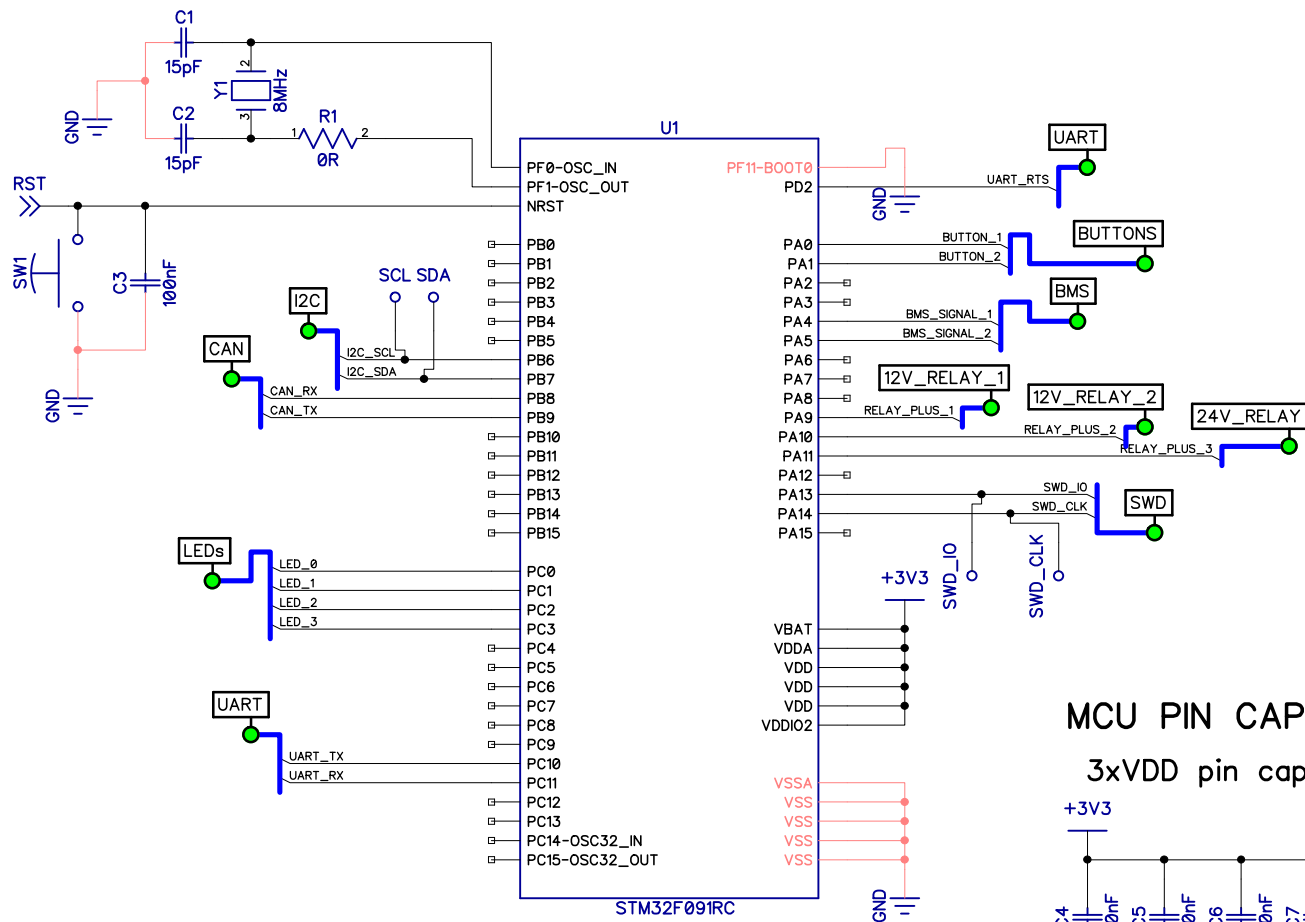 C1
15pF
2
Y1
8MHz
3
GND
C2
15pF
R1
1
2
0R
U1
UART
PF0-OSC_IN
PF11-BOOT0
PF1-OSC_OUT
PD2
UART_RTS
RST
NRST
GND
SW1
C3
100nF
GND
PB0
PB1
PB2
PB3
PB4
PB5
PB6
PB7
PB8
PB9
PB10
PB11
PB12
PB13
PB14
PB15
SCL SDA
I2C
I2C_SCL
I2C_SDA
CAN
CAN_RX
CAN_TX
PA0
PA1
PA2
PA3
PA4
PA5
PA6
PA7
PA8
PA9
PA10
PA11
PA12
PA13
PA14
PA15
BUTTON_1
BUTTON_2
BUTTONS
BMS_SIGNAL_1
BMS_SIGNAL_2
BMS
12V_RELAY_1
RELAY_PLUS_1
12V_RELAY_2
RELAY_PLUS_2
24V_RELAY
RELAY_PLUS_3
SWD_IO
SWD_CLK
SWD
SWD_IO
SWD_CLK
LEDs
LED_0
LED_1
LED_2
LED_3
PC0
PC1
PC2
PC3
PC4
PC5
PC6
PC7
PC8
PC9
PC10
PC11
PC12
PC13
PC14-OSC32_IN
PC15-OSC32_OUT
UART
UART_TX
UART_RX
+3V3
VBAT
VDDA
VDD
VDD
VDD
VDDIO2
VSSA
VSS
VSS
VSS
VSS
GND
STM32F091RC
MCU PIN CAP
3xVDD pin cap
+3V3
C4
C5
C6
C7